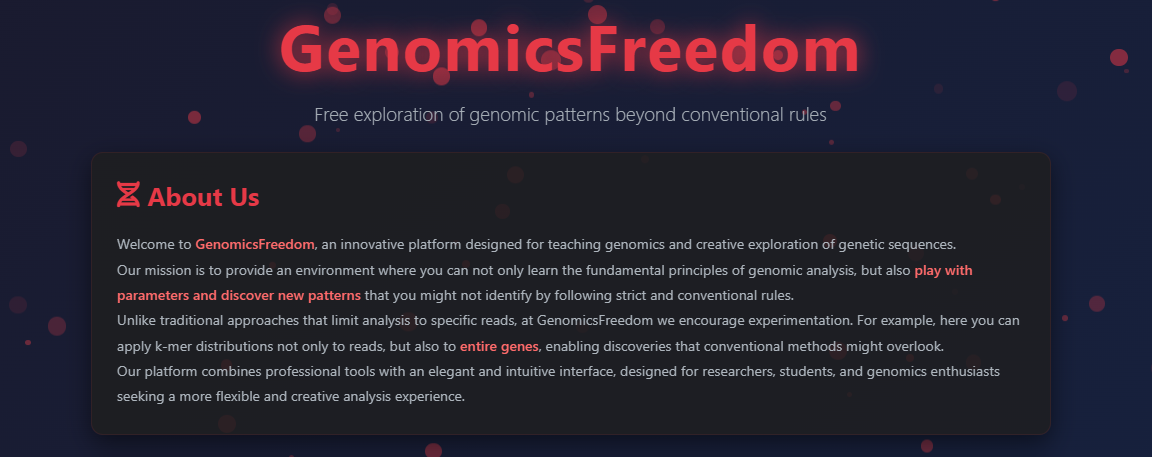 GenomicsFreedom
Free exploration of genomic patterns beyond conventional rules
About Us
Welcome to GenomicsFreedom, an innovative platform designed for teaching genomics and creative exploration of genetic sequences.
Our mission is to provide an environment where you can not only learn the fundamental principles of genomic analysis, but also play with
parameters and discover new patterns that you might not identify by following strict and conventional rules.
Unlike traditional approaches that limit analysis to specific reads, at GenomicsFreedom we encourage experimentation. For example, here you can
apply k-mer distributions not only to reads, but also to entire genes, enabling discoveries that conventional methods might overlook.
Our platform combines professional tools with an elegant and intuitive interface, designed for researchers, students, and genomics enthusiasts
seeking a more flexible and creative analysis experience.